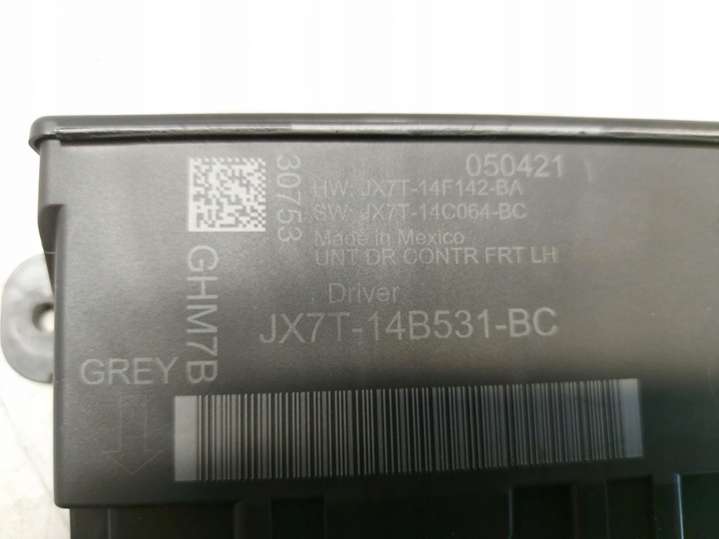 050421
30753
HW: JX7T-14F142-BA
SW: JX7T-14C064-BC
Made in Mexico
UNT DR CONTR FRT LH
Driver
JX7T-14B531-BC
GHM7B
GREY